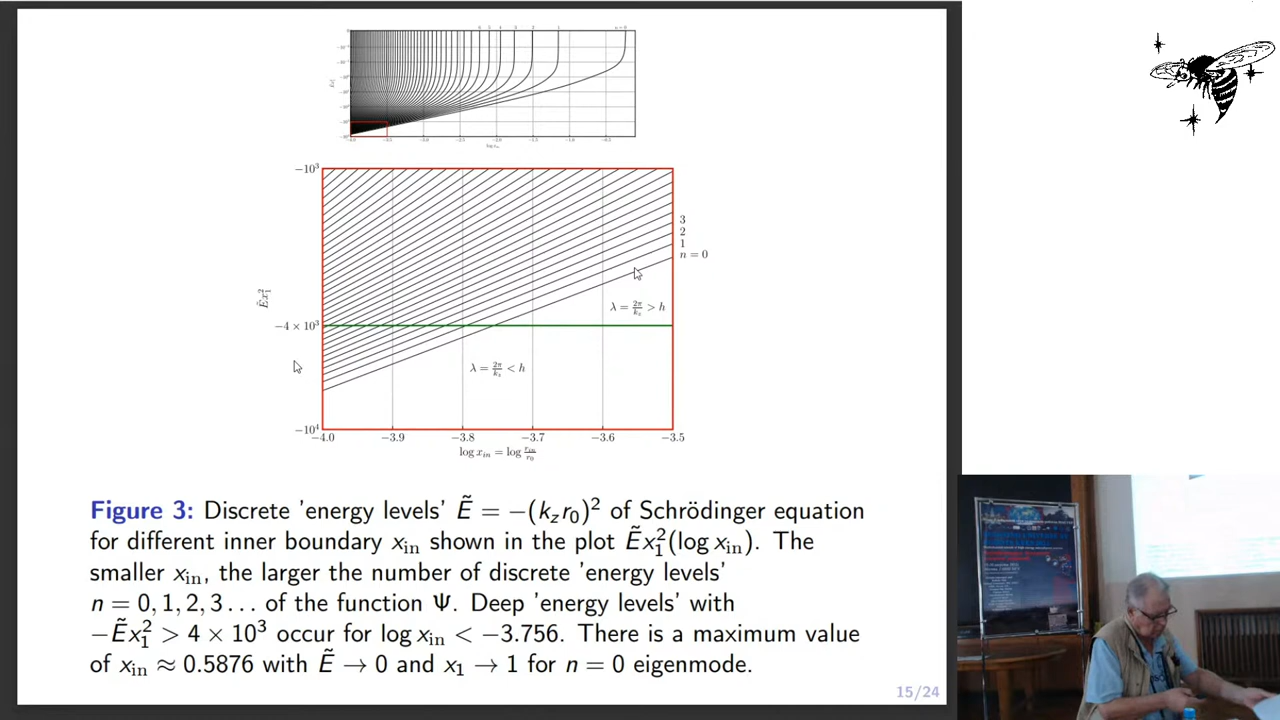 n = 0
log x_in
−10³
3
2
1
n = 0
λ = 2π/k_z > h
Ẽx₁²
−4 × 10³
λ = 2π/k_z < h
−10⁴
−4.0 −3.9 −3.8 −3.7 −3.6 −3.5
log x_in = log r_in/r_0
Figure 3: Discrete 'energy levels' Ẽ = −(k_z r_0)² of Schrödinger equation
for different inner boundary x_in shown in the plot Ẽx₁²(log x_in). The
smaller x_in, the larger the number of discrete 'energy levels'
n = 0, 1, 2, 3 . . . of the function Ψ. Deep 'energy levels' with
−Ẽx₁² > 4 × 10³ occur for log x_in < −3.756. There is a maximum value
of x_in ≈ 0.5876 with Ẽ → 0 and x₁ → 1 for n = 0 eigenmode.
15/24